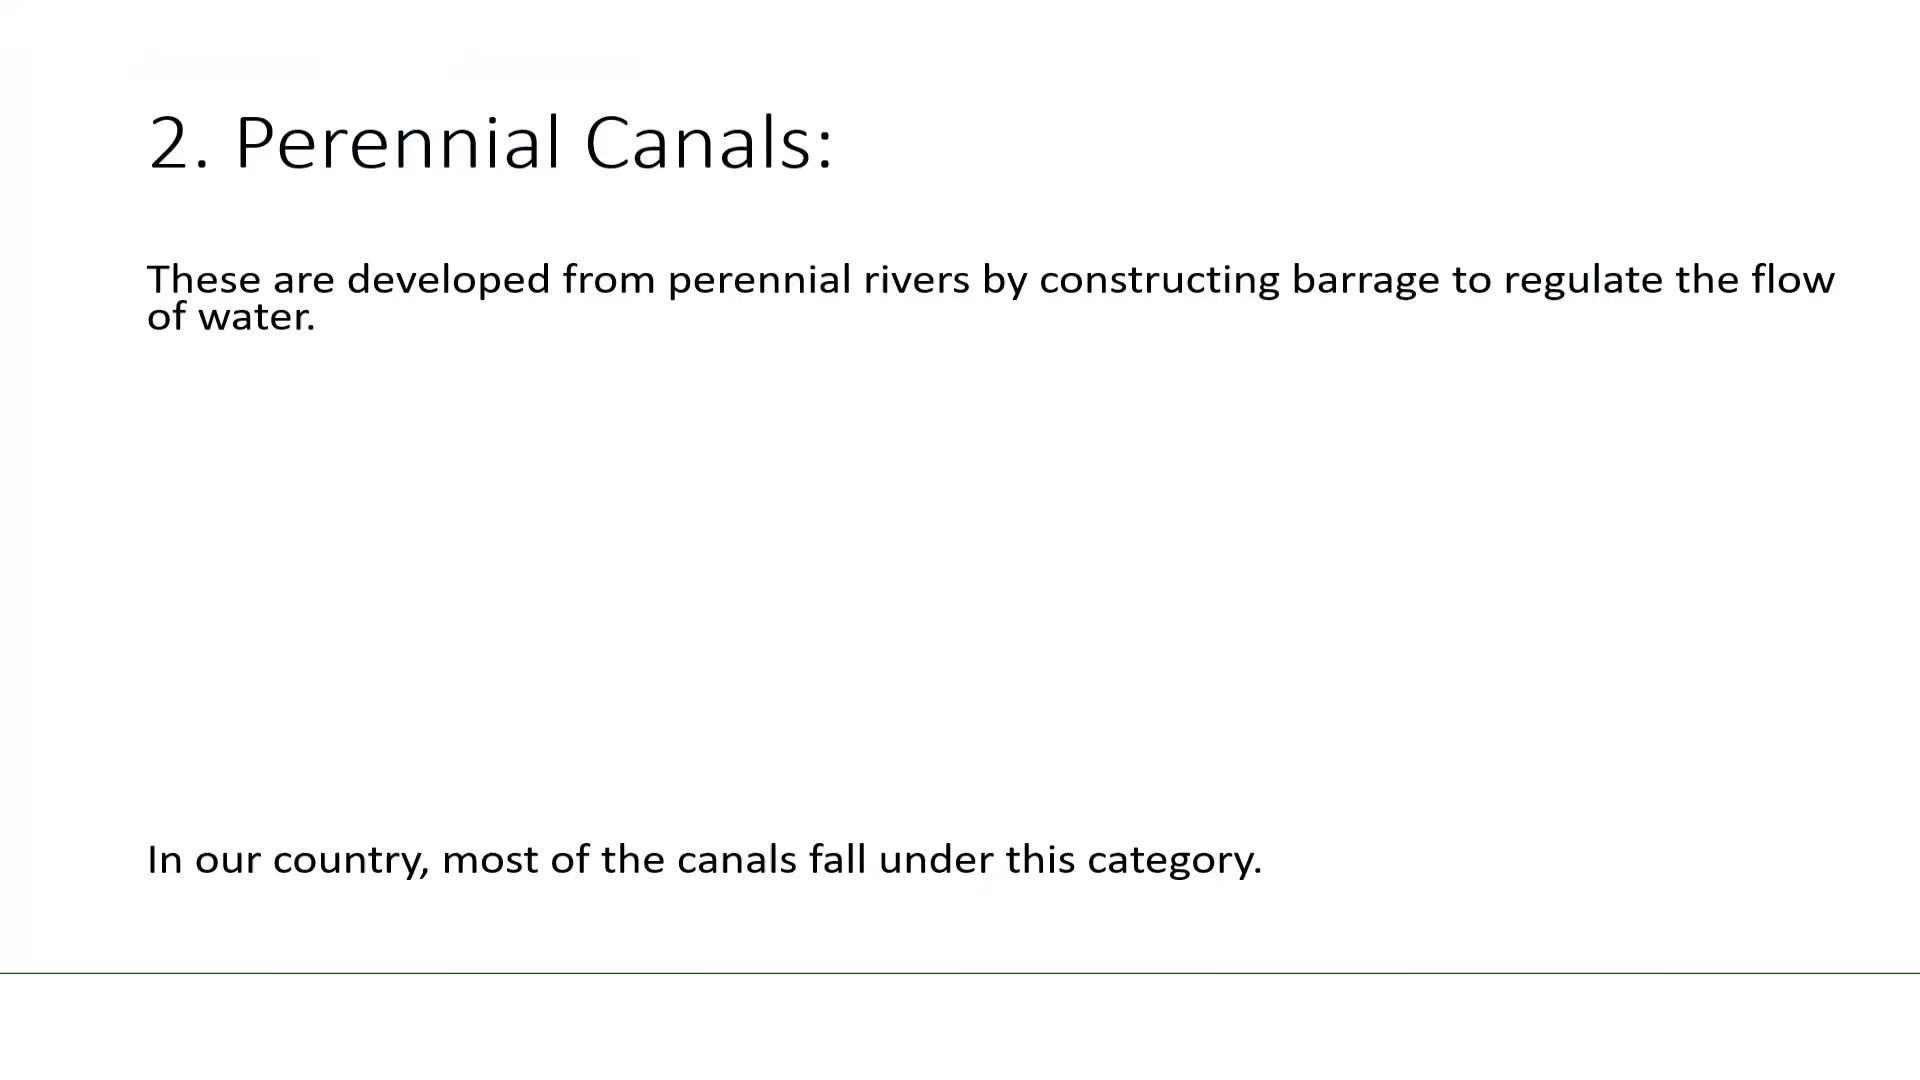 2. Perennial Canals:
These are developed from perennial rivers by constructing barrage to regulate the flow
of water.
In our country, most of the canals fall under this category.